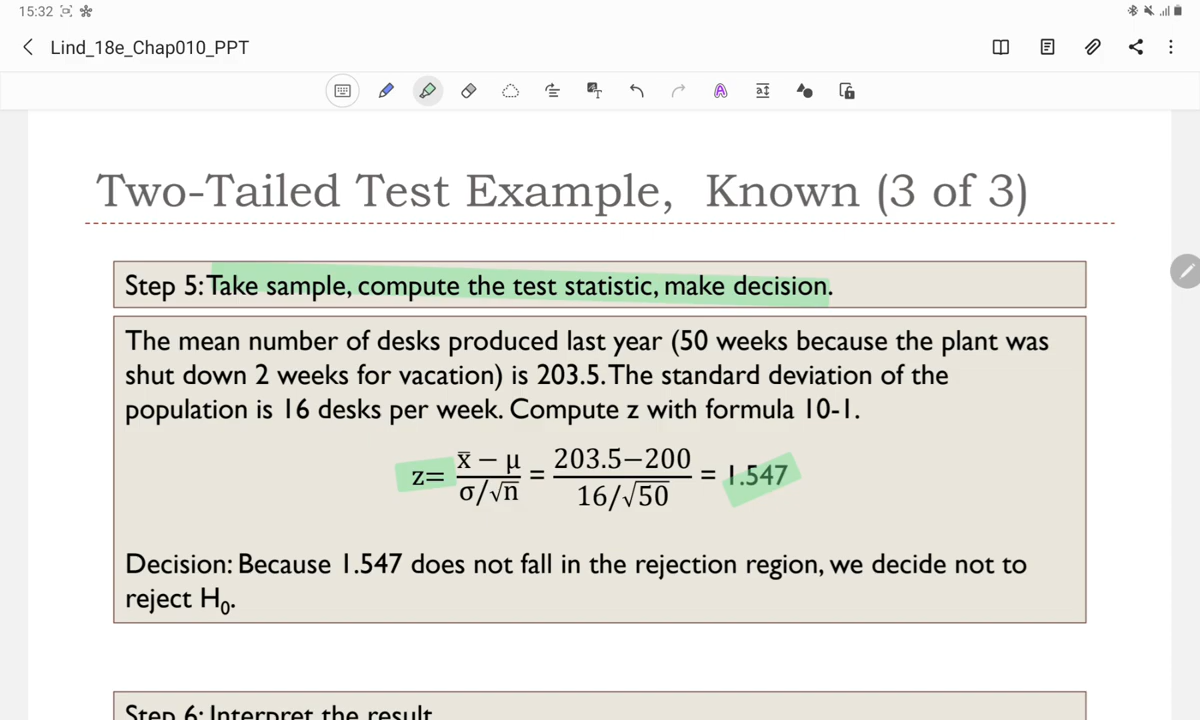 15:32
Lind_18e_Chap010_PPT
Two-Tailed Test Example, Known (3 of 3)
Step 5: Take sample, compute the test statistic, make decision.
The mean number of desks produced last year (50 weeks because the plant was
shut down 2 weeks for vacation) is 203.5. The standard deviation of the
population is 16 desks per week. Compute z with formula 10-1.
z= x̄ − μ / σ/√n = 203.5−200 / 16/√50 = 1.547
Decision: Because 1.547 does not fall in the rejection region, we decide not to
reject H₀.
Step 6: Interpret the result